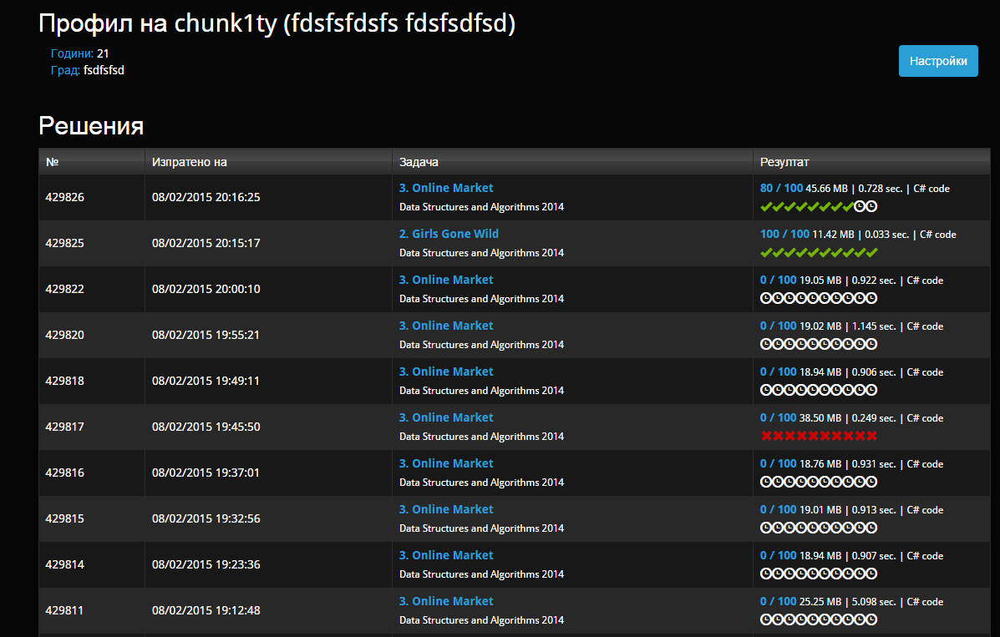 Профил на chunk1ty (fdsfsfdsfs fdsfsdfsd)
Години: 21
Град: fsdfsfsd
Настройки
Решения
№ Изпратено на Задача Резултат
429826 08/02/2015 20:16:25 3. Online Market 80 / 100 45.66 MB | 0.728 sec. | C# code
Data Structures and Algorithms 2014
429825 08/02/2015 20:15:17 2. Girls Gone Wild 100 / 100 11.42 MB | 0.033 sec. | C# code
Data Structures and Algorithms 2014
429822 08/02/2015 20:00:10 3. Online Market 0 / 100 19.05 MB | 0.922 sec. | C# code
Data Structures and Algorithms 2014
429820 08/02/2015 19:55:21 3. Online Market 0 / 100 19.02 MB | 1.145 sec. | C# code
Data Structures and Algorithms 2014
429818 08/02/2015 19:49:11 3. Online Market 0 / 100 18.94 MB | 0.906 sec. | C# code
Data Structures and Algorithms 2014
429817 08/02/2015 19:45:50 3. Online Market 0 / 100 38.50 MB | 0.249 sec. | C# code
Data Structures and Algorithms 2014
429816 08/02/2015 19:37:01 3. Online Market 0 / 100 18.76 MB | 0.931 sec. | C# code
Data Structures and Algorithms 2014
429815 08/02/2015 19:32:56 3. Online Market 0 / 100 19.01 MB | 0.913 sec. | C# code
Data Structures and Algorithms 2014
429814 08/02/2015 19:23:36 3. Online Market 0 / 100 18.94 MB | 0.907 sec. | C# code
Data Structures and Algorithms 2014
429811 08/02/2015 19:12:48 3. Online Market 0 / 100 25.25 MB | 5.098 sec. | C# code
Data Structures and Algorithms 2014